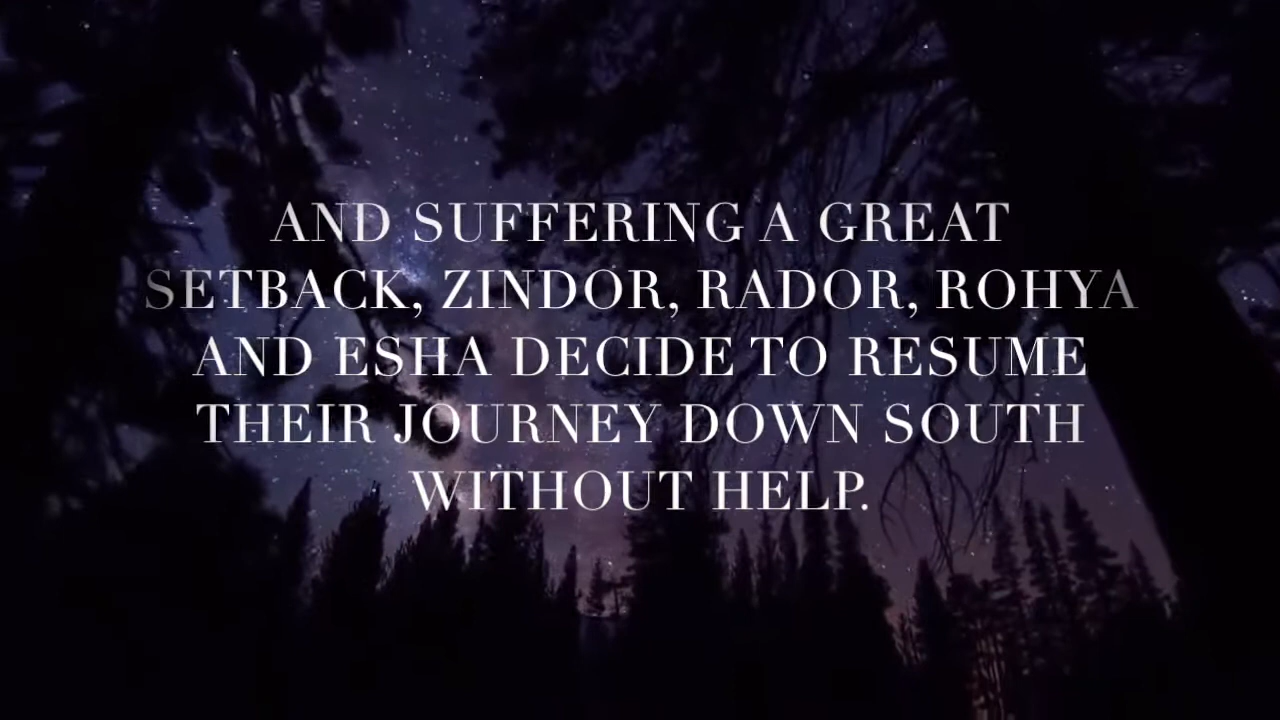 AND SUFFERING A GREAT
SETBACK, ZINDOR, RADOR, ROHYA
AND ESHA DECIDE TO RESUME
THEIR JOURNEY DOWN SOUTH
WITHOUT HELP.